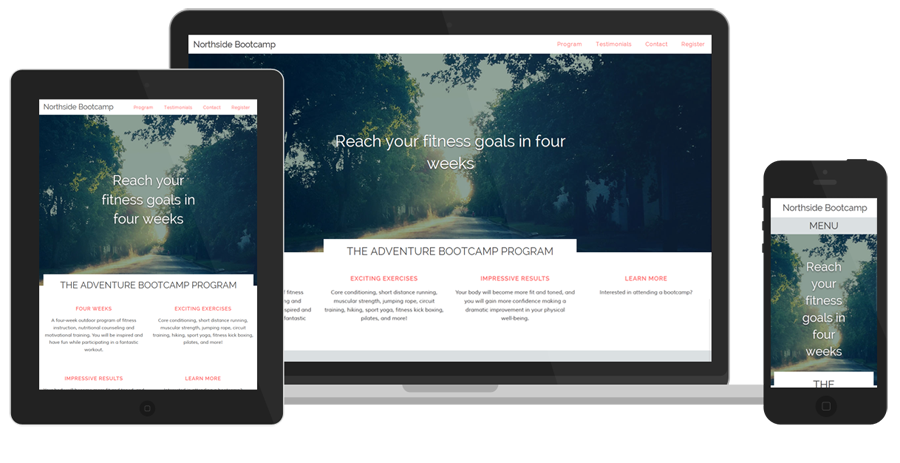 Northside Bootcamp
Program Testimonials Contact Register
Reach your fitness goals in four
weeks
THE ADVENTURE BOOTCAMP PROGRAM
EXCITING EXERCISES
Core conditioning, short distance running,
muscular strength, jumping rope, circuit
training, hiking, sport yoga, fitness kick boxing,
pilates, and more!
IMPRESSIVE RESULTS
Your body will become more fit and toned, and
you will gain more confidence making a
dramatic improvement in your physical
well-being.
LEARN MORE
Interested in attending a bootcamp?
fitness
ng and
speed and
fantastic
Northside Bootcamp
Program Testimonials Contact Register
Reach your
fitness goals in
four weeks
THE ADVENTURE BOOTCAMP PROGRAM
FOUR WEEKS
A four-week outdoor program of fitness
instruction, nutritional counseling and
motivational training. You will be inspired and
have fun while participating in a fantastic
workout.
EXCITING EXERCISES
Core conditioning, short distance running,
muscular strength, jumping rope, circuit
training, hiking, sport yoga, fitness kick boxing,
pilates, and more!
IMPRESSIVE RESULTS
LEARN MORE
Northside Bootcamp
MENU
Reach
your
fitness
goals in
four
weeks
THE